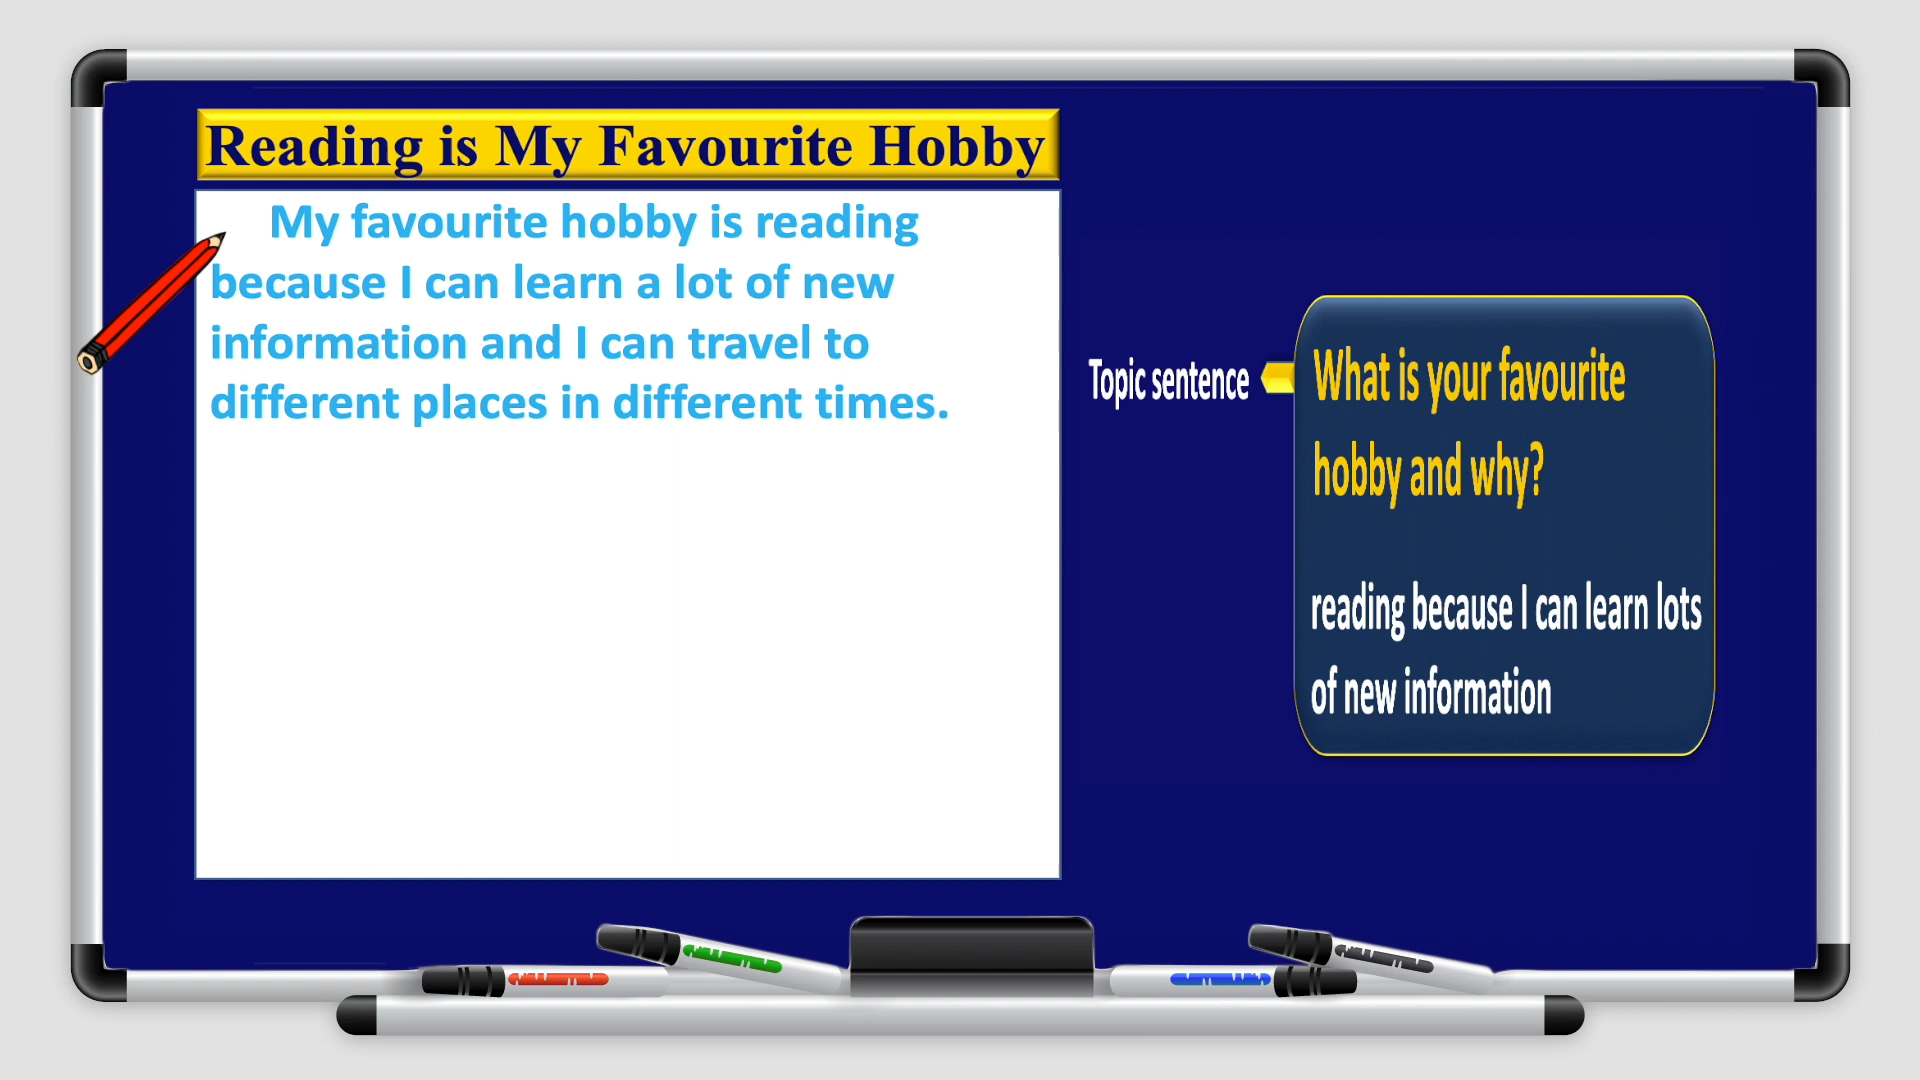 Reading is My Favourite Hobby
My favourite hobby is reading
because I can learn a lot of new
information and I can travel to
different places in different times.
Topic sentence
What is your favourite
hobby and why?
reading because I can learn lots
of new information